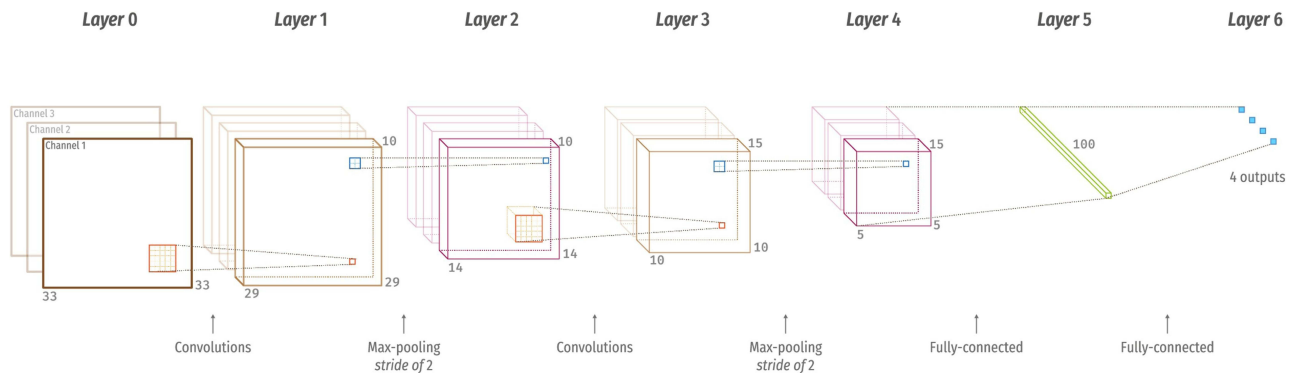 Layer 0
Layer 1
Layer 2
Layer 3
Layer 4
Layer 5
Layer 6
Channel 3
Channel 2
Channel 1
33
33
10
29
29
10
14
14
15
10
10
15
5
5
100
4 outputs
Convolutions
Max-pooling
stride of 2
Convolutions
Max-pooling
stride of 2
Fully-connected
Fully-connected